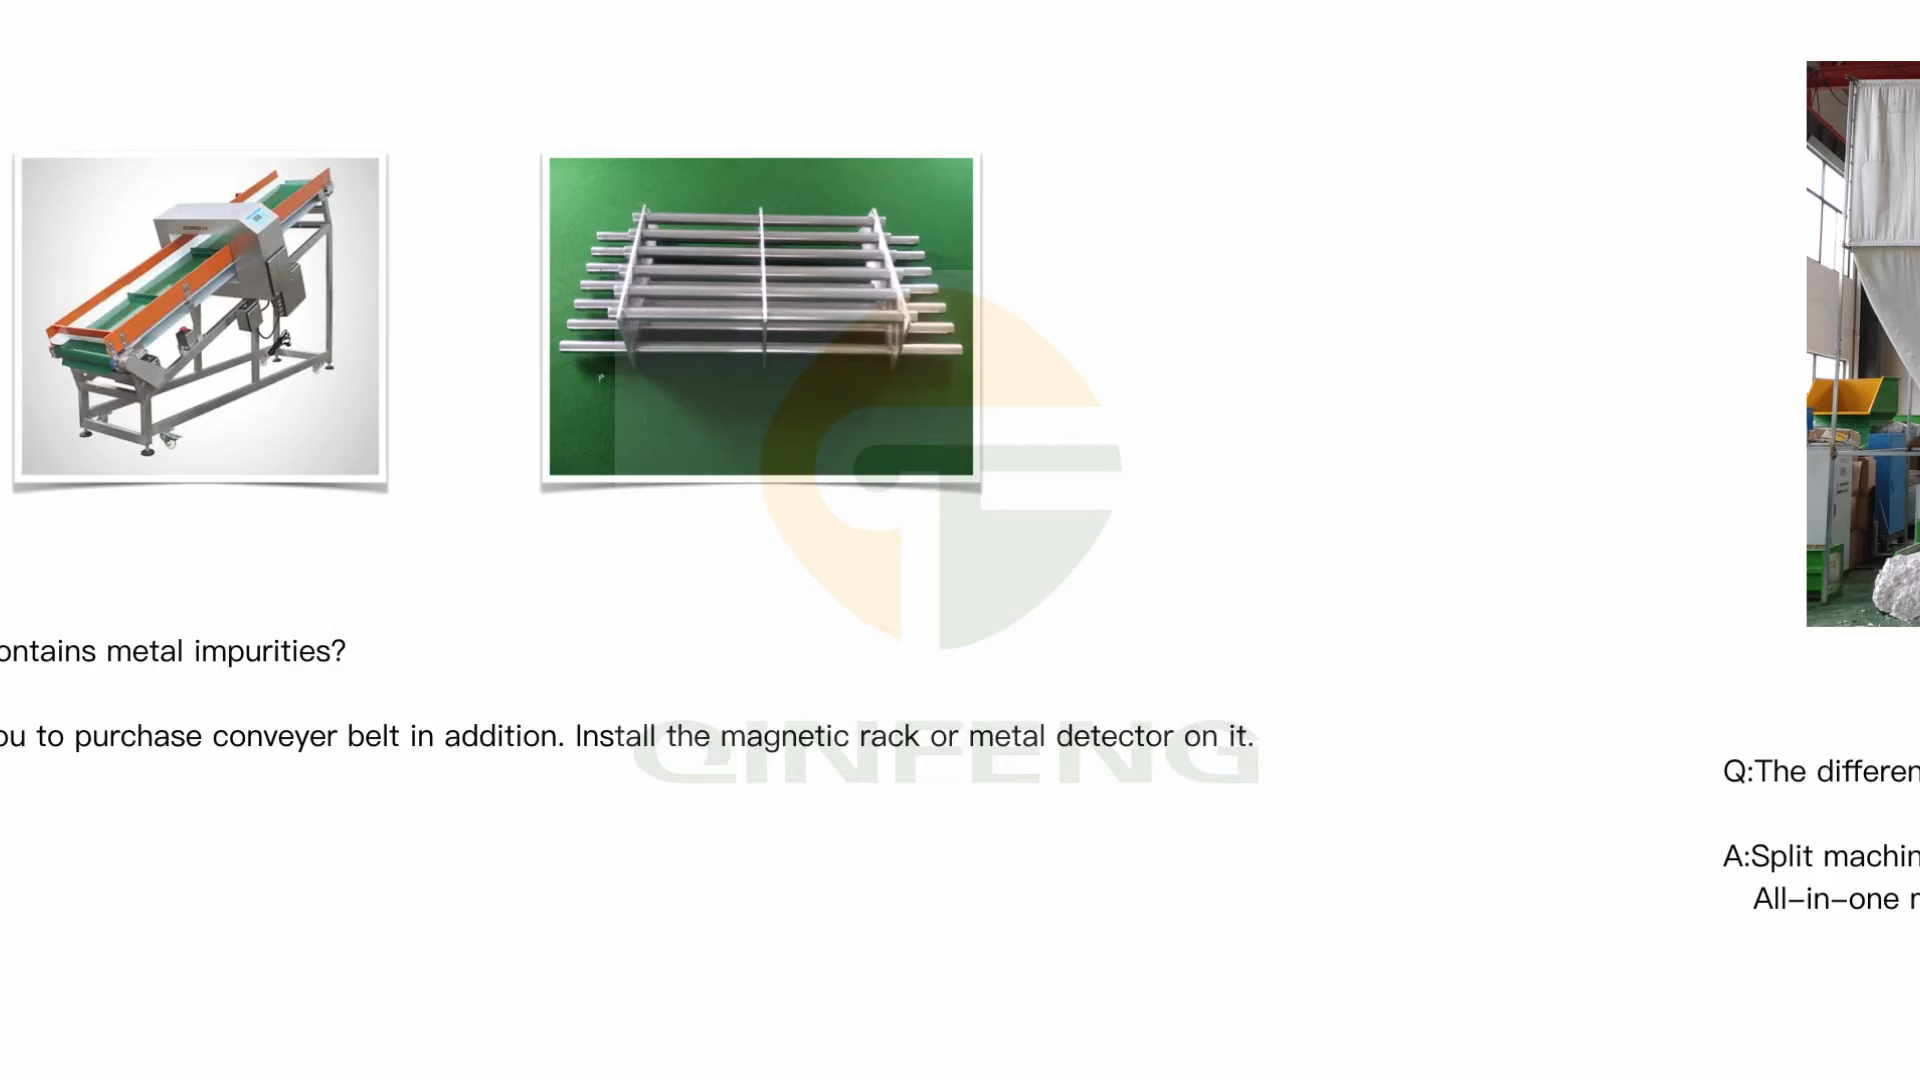 ontains metal impurities?
ou to purchase conveyer belt in addition. Install the magnetic rack or metal detector on it.
QINFENG
Q:The differen
A:Split machin
All–in–one